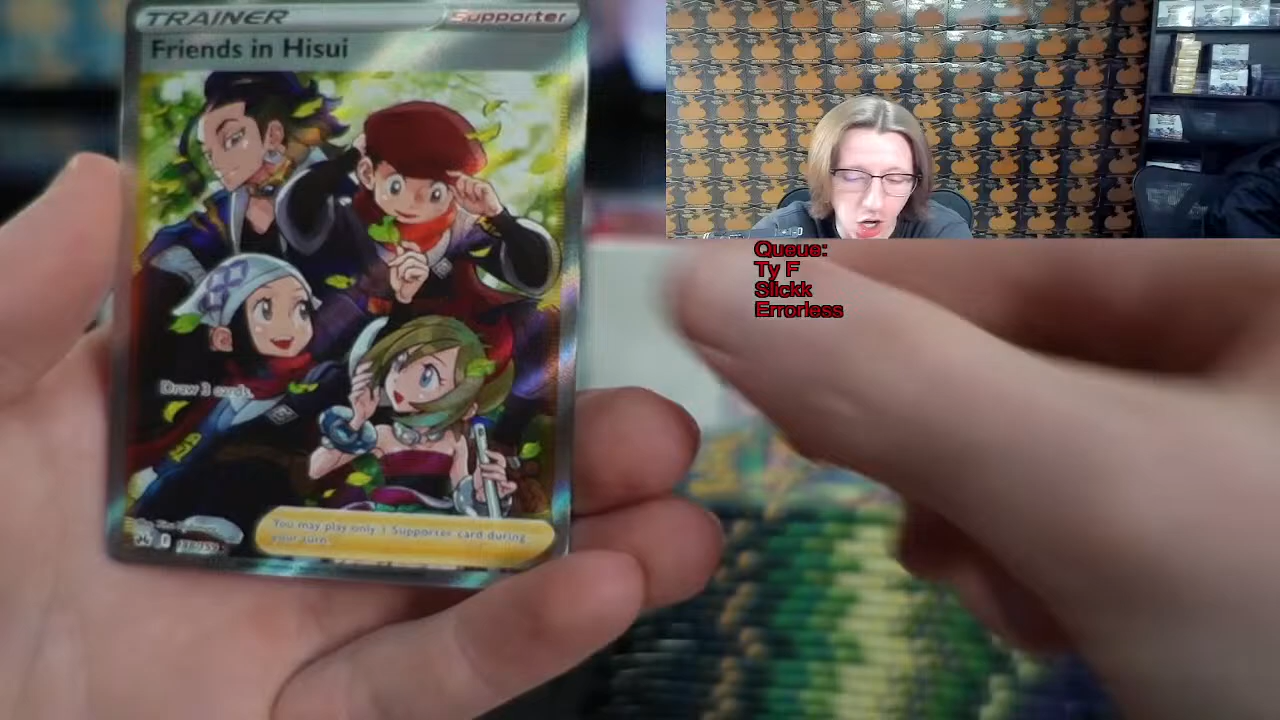 TRAINER
Supporter
Friends in Hisui
Draw 3 cards.
You may play only 1 Supporter card during
your turn.
Queue:
Ty F
Slickk
Errorless